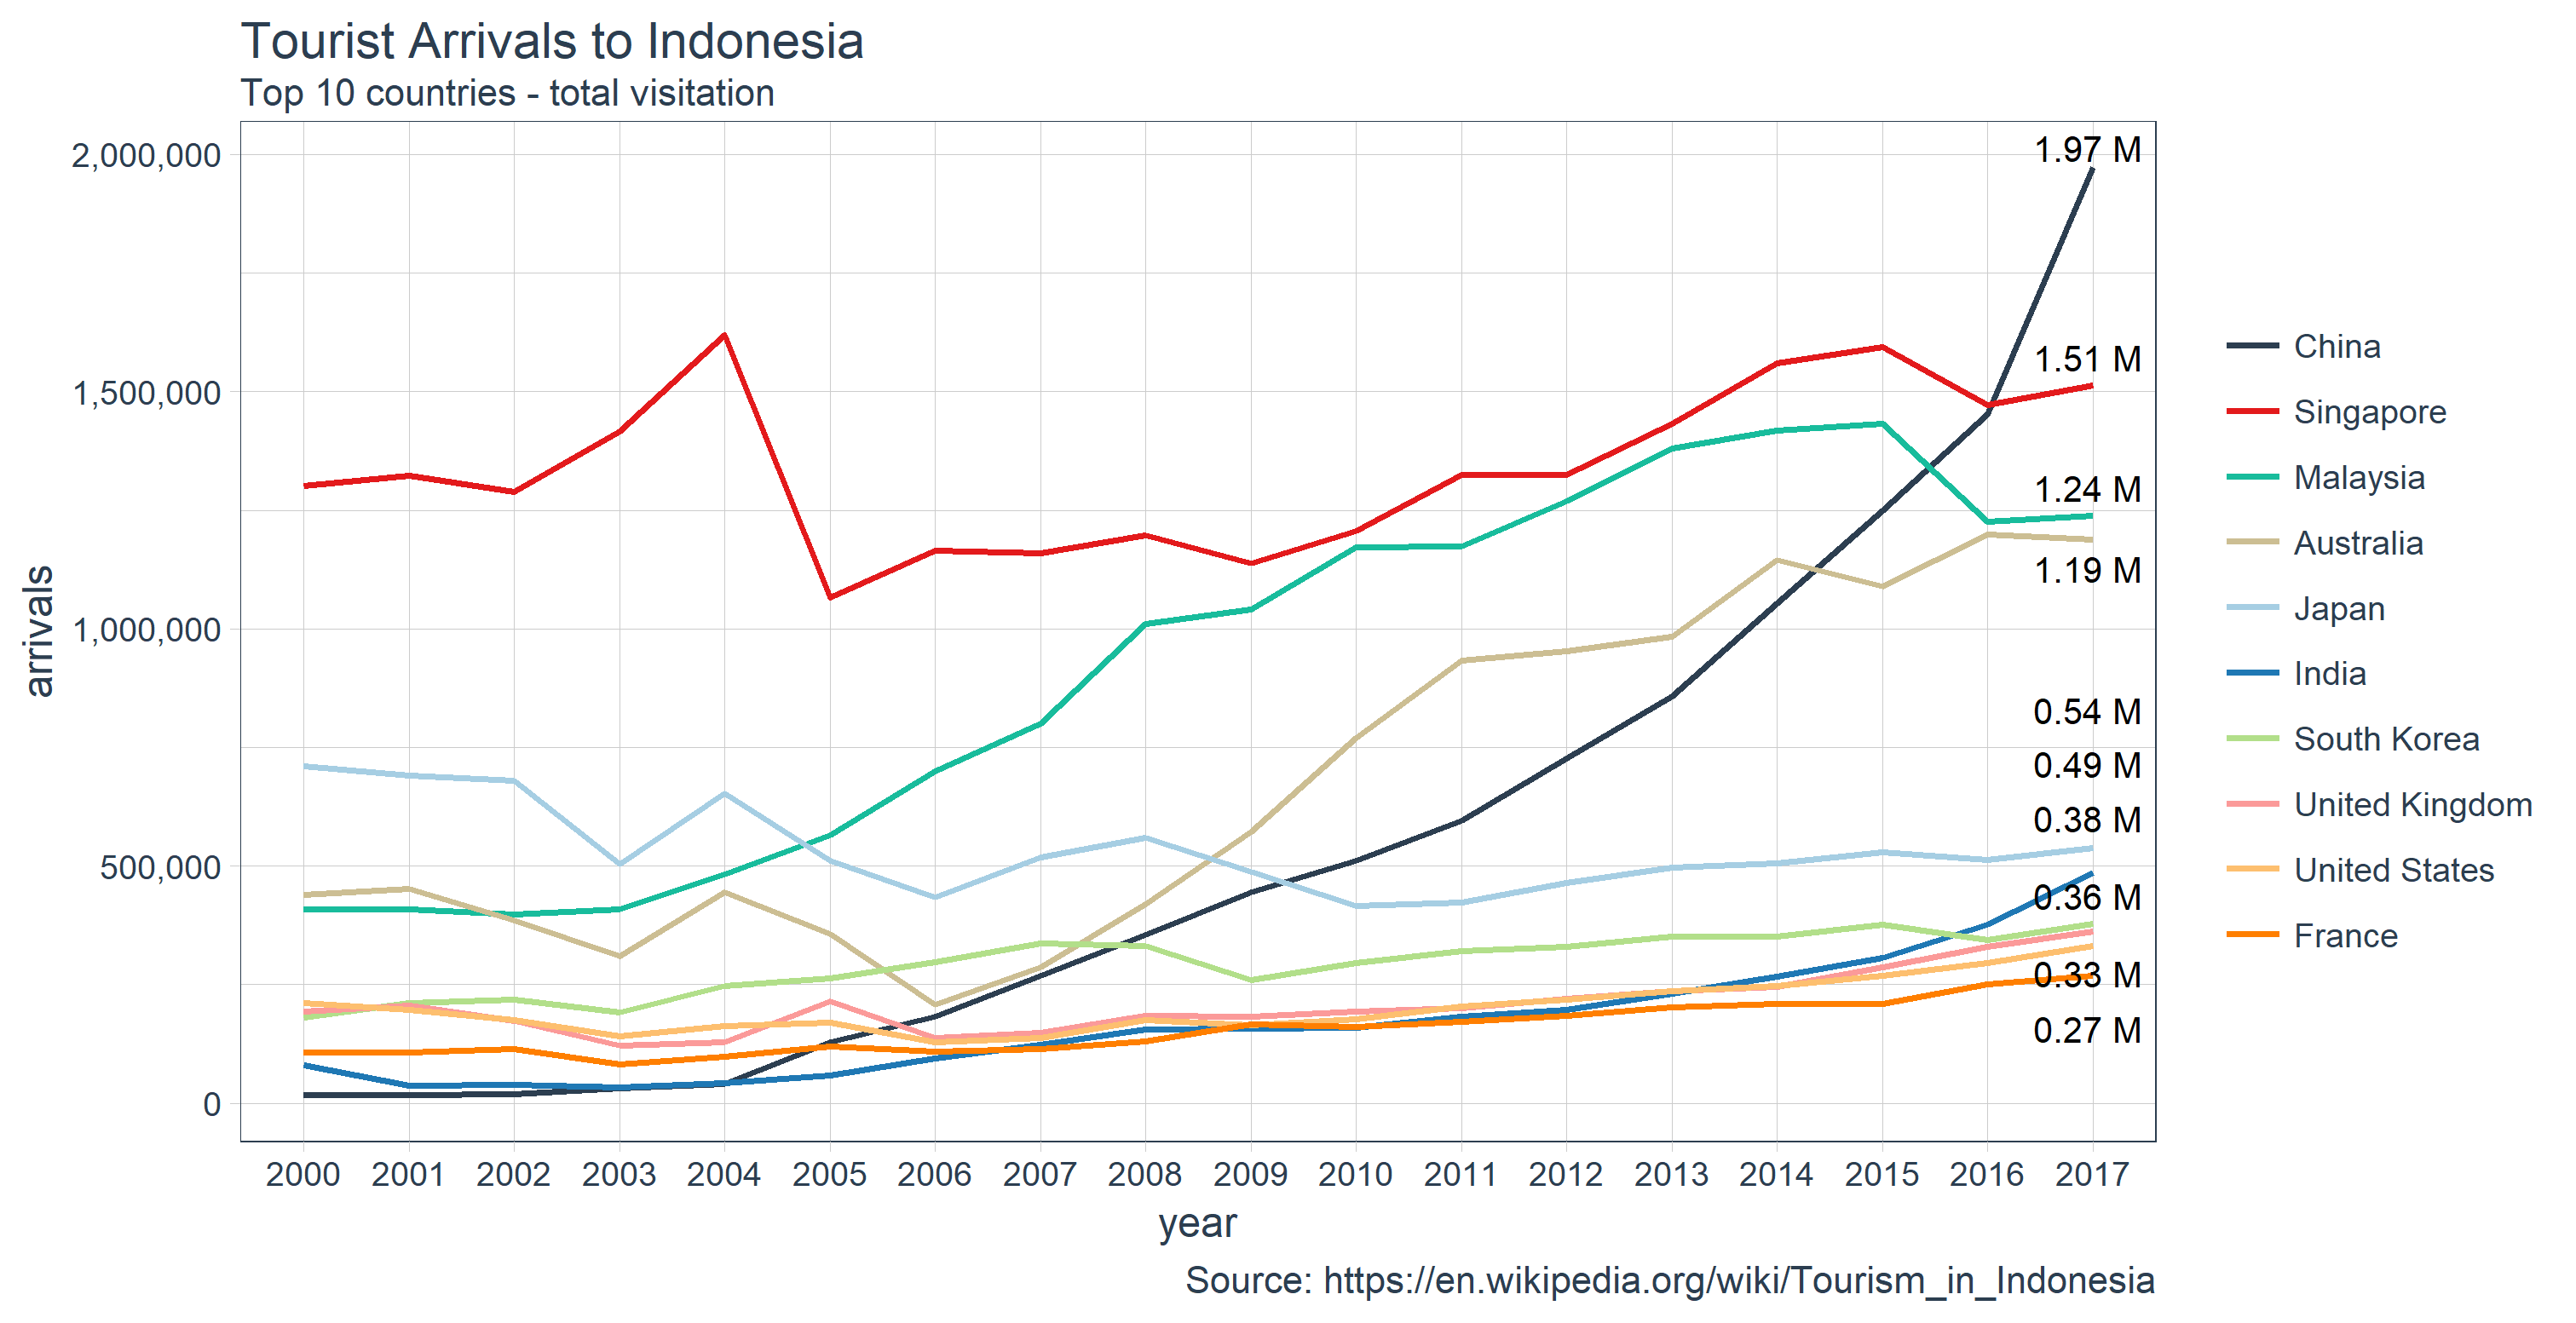 Tourist Arrivals to Indonesia
Top 10 countries - total visitation
arrivals
2,000,000
1,500,000
1,000,000
500,000
0
1.97 M
1.51 M
1.24 M
1.19 M
0.54 M
0.49 M
0.38 M
0.36 M
0.33 M
0.27 M
2000 2001 2002 2003 2004 2005 2006 2007 2008 2009 2010 2011 2012 2013 2014 2015 2016 2017
year
China
Singapore
Malaysia
Australia
Japan
India
South Korea
United Kingdom
United States
France
Source: https://en.wikipedia.org/wiki/Tourism_in_Indonesia